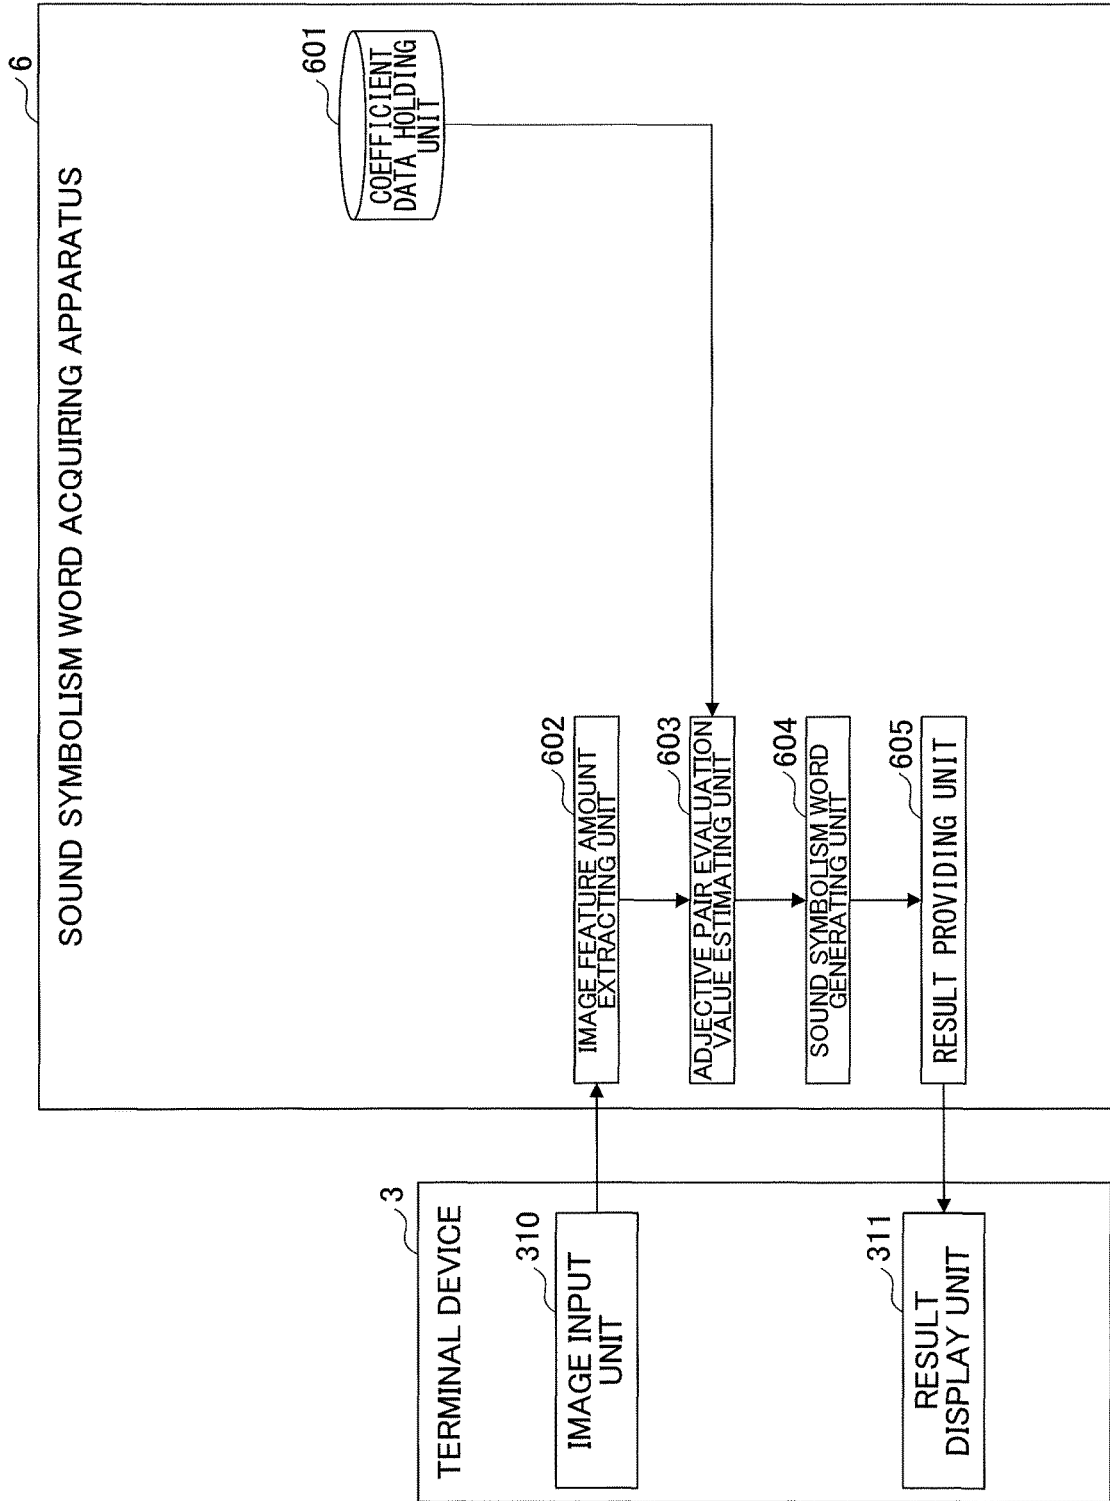 SOUND SYMBOLISM WORD ACQUIRING APPARATUS
6
TERMINAL DEVICE
3
IMAGE INPUT
UNIT
310
IMAGE FEATURE AMOUNT
EXTRACTING UNIT
602
COEFFICIENT
DATA HOLDING
UNIT
601
ADJECTIVE PAIR EVALUATION
VALUE ESTIMATING UNIT
603
SOUND SYMBOLISM WORD
GENERATING UNIT
604
RESULT
DISPLAY UNIT
311
RESULT PROVIDING UNIT
605